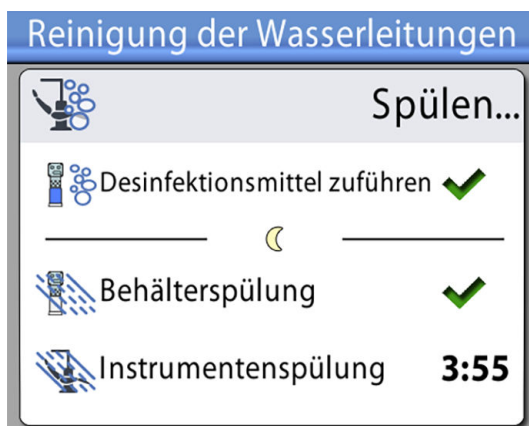 Reinigung der Wasserleitungen
Spülen...
Desinfektionsmittel zuführen
Behälterspülung
Instrumentenspülung 3:55